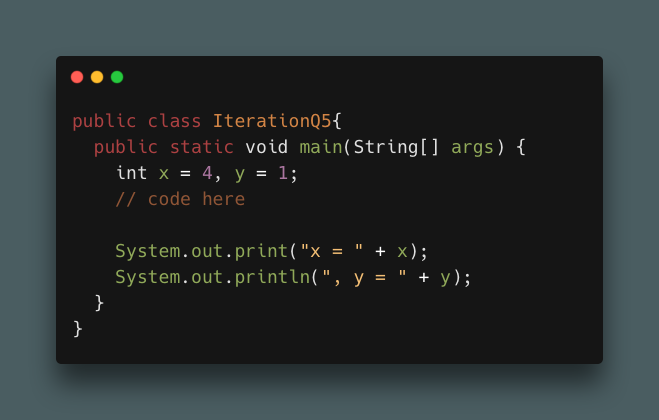 public class IterationQ5{
  public static void main(String[] args) {
    int x = 4, y = 1;
    // code here

    System.out.print("x = " + x);
    System.out.println(", y = " + y);
  }
}